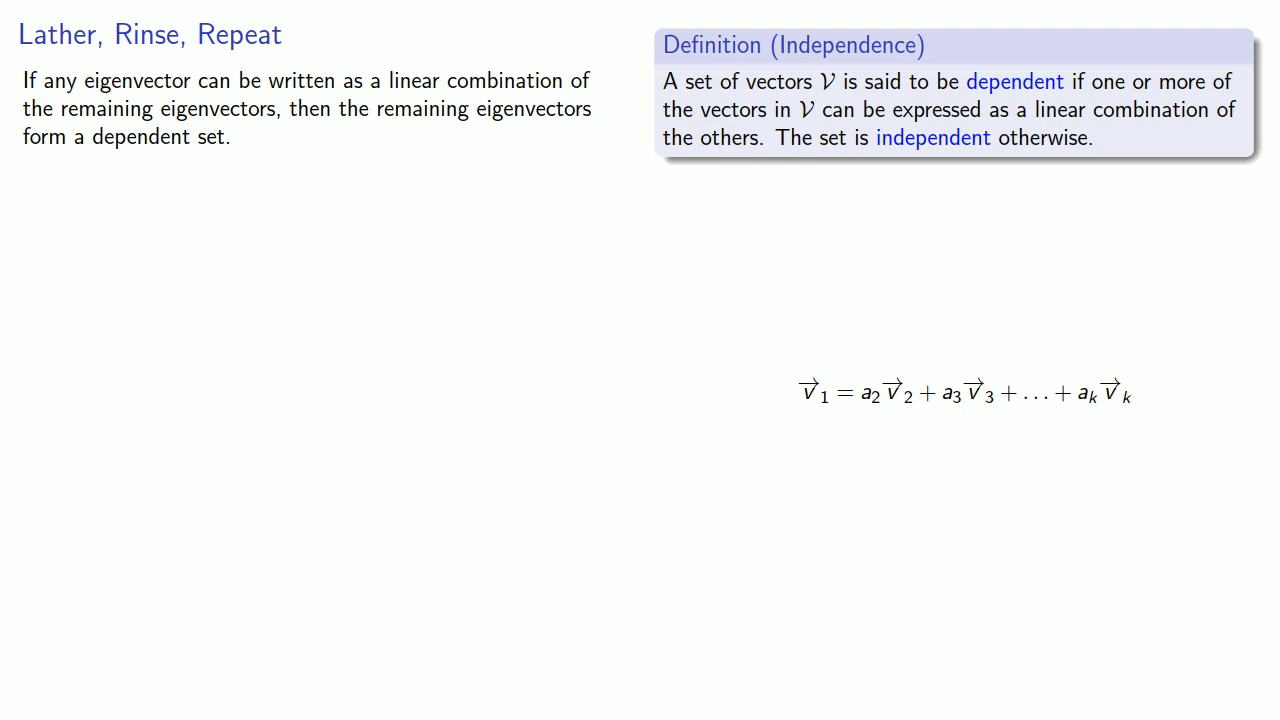 Lather, Rinse, Repeat
If any eigenvector can be written as a linear combination of
the remaining eigenvectors, then the remaining eigenvectors
form a dependent set.
Definition (Independence)
A set of vectors 𝒱 is said to be dependent if one or more of
the vectors in 𝒱 can be expressed as a linear combination of
the others. The set is independent otherwise.
v⃗₁ = a₂v⃗₂ + a₃v⃗₃ + … + aₖv⃗ₖ